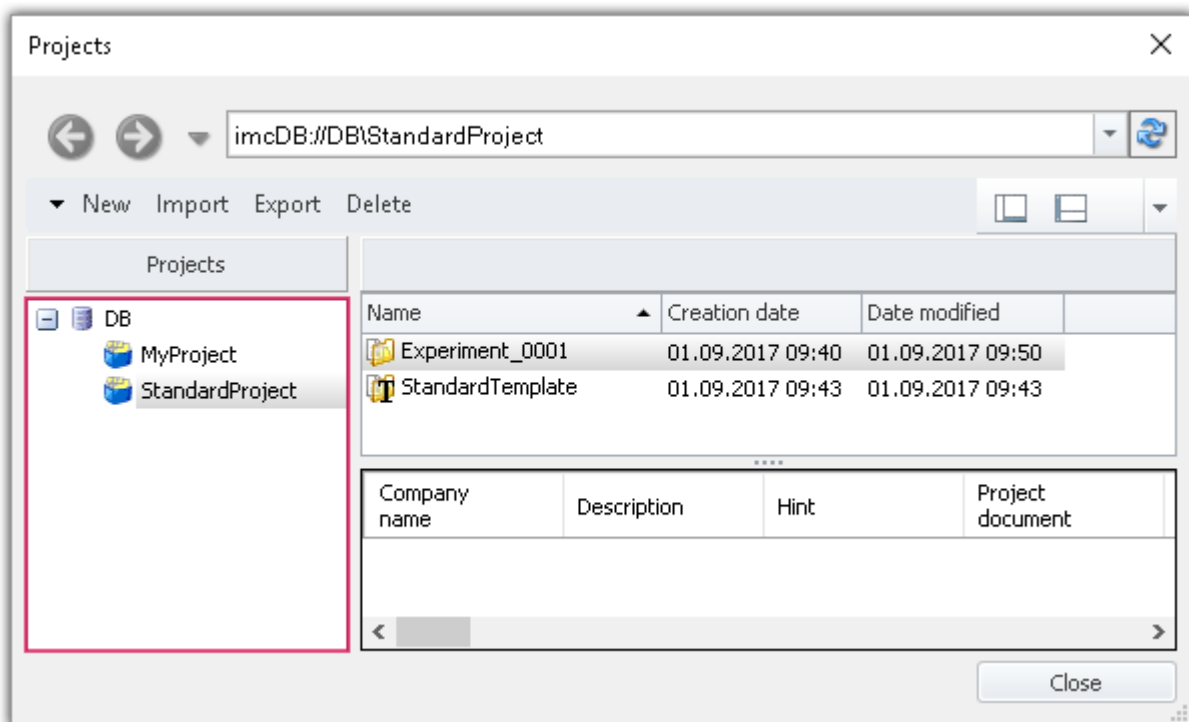 Projects
imcDB://DB\StandardProject
New Import Export Delete
Projects
DB
MyProject
StandardProject
Name Creation date Date modified
Experiment_0001 01.09.2017 09:40 01.09.2017 09:50
StandardTemplate 01.09.2017 09:43 01.09.2017 09:43
Company name Description Hint Project document
Close